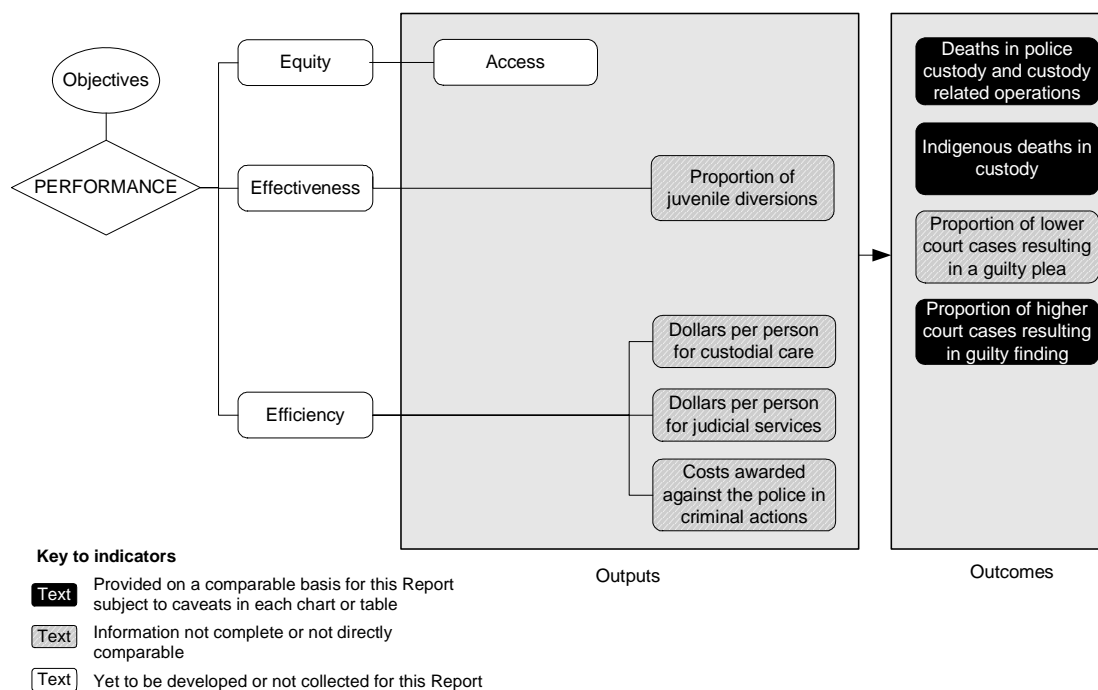 Objectives
PERFORMANCE
Equity
Access
Effectiveness
Proportion of
juvenile diversions
Efficiency
Dollars per person
for custodial care
Dollars per person
for judicial services
Costs awarded
against the police in
criminal actions
Outputs
Deaths in police
custody and custody
related operations
Indigenous deaths in
custody
Proportion of lower
court cases resulting
in a guilty plea
Proportion of higher
court cases resulting
in guilty finding
Outcomes
Key to indicators
Text Provided on a comparable basis for this Report
subject to caveats in each chart or table
Text Information not complete or not directly
comparable
Text Yet to be developed or not collected for this Report